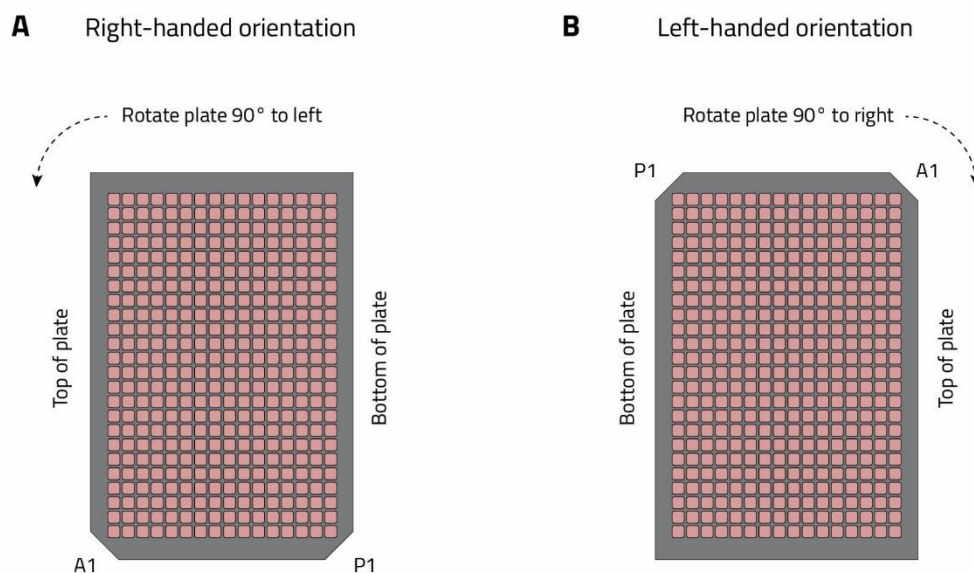 A Right-handed orientation
Rotate plate 90° to left
Top of plate
Bottom of plate
A1
P1
B Left-handed orientation
Rotate plate 90° to right
P1
A1
Bottom of plate
Top of plate